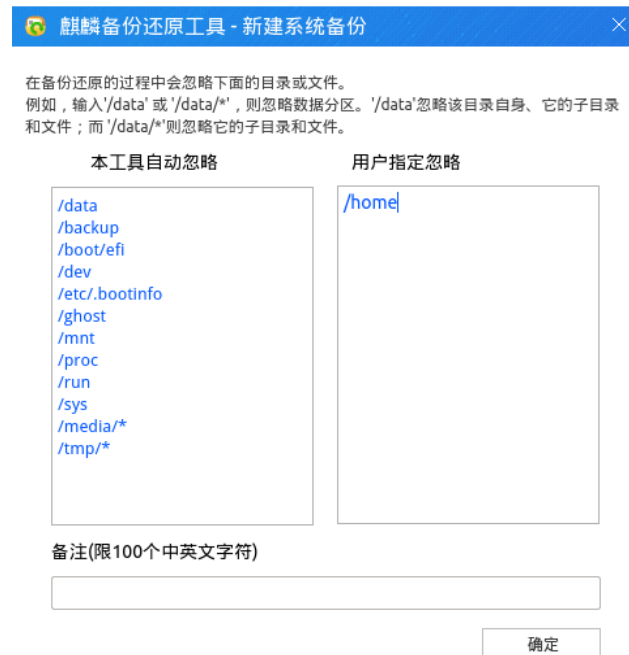 麒麟备份还原工具 - 新建系统备份
在备份还原的过程中会忽略下面的目录或文件。
例如，输入'/data' 或 '/data/*'，则忽略数据分区。'/data'忽略该目录自身、它的子目录
和文件；而 '/data/*'则忽略它的子目录和文件。
本工具自动忽略
用户指定忽略
/data
/backup
/boot/efi
/dev
/etc/.bootinfo
/ghost
/mnt
/proc
/run
/sys
/media/*
/tmp/*
/home
备注(限100个中英文字符)
确定